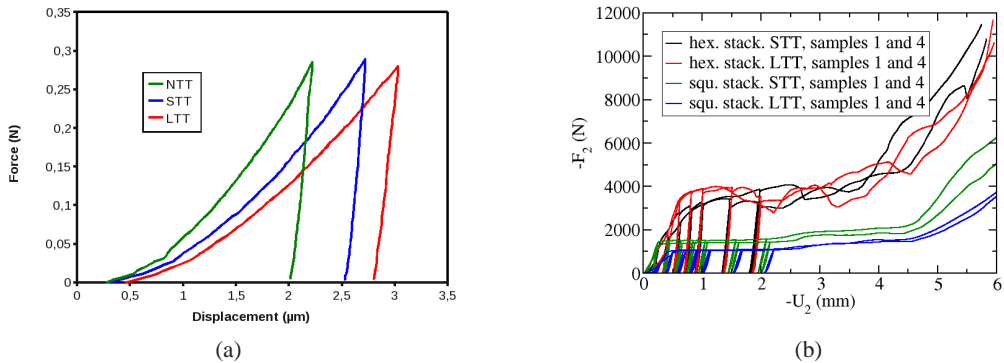 0,35
0,3
0,25
0,2
0,15
0,1
0,05
0
Force (N)
NTT
STT
LTT
0 0,5 1 1,5 2 2,5 3 3,5
Displacement (µm)
(a)
12000
10000
8000
6000
4000
2000
0
-F2 (N)
hex. stack. STT, samples 1 and 4
hex. stack. LTT, samples 1 and 4
squ. stack. STT, samples 1 and 4
squ. stack. LTT, samples 1 and 4
0 1 2 3 4 5 6
-U2 (mm)
(b)